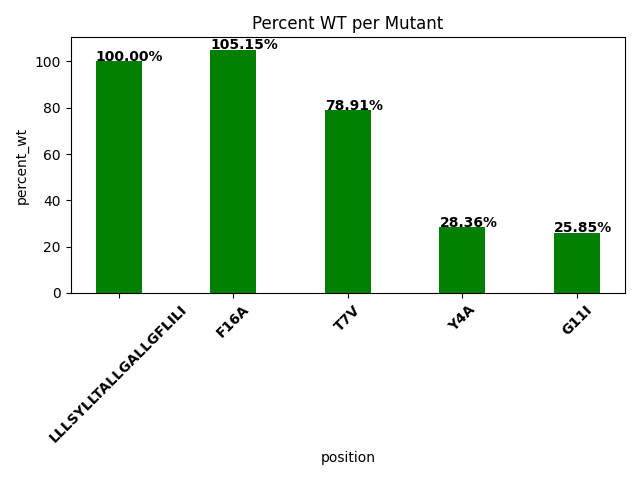 Percent WT per Mutant
percent_wt
100
80
60
40
20
0
100.00%
105.15%
78.91%
28.36%
25.85%
LLLSYLLTALLGALLGFLILI
F16A
T7V
Y4A
G11I
position